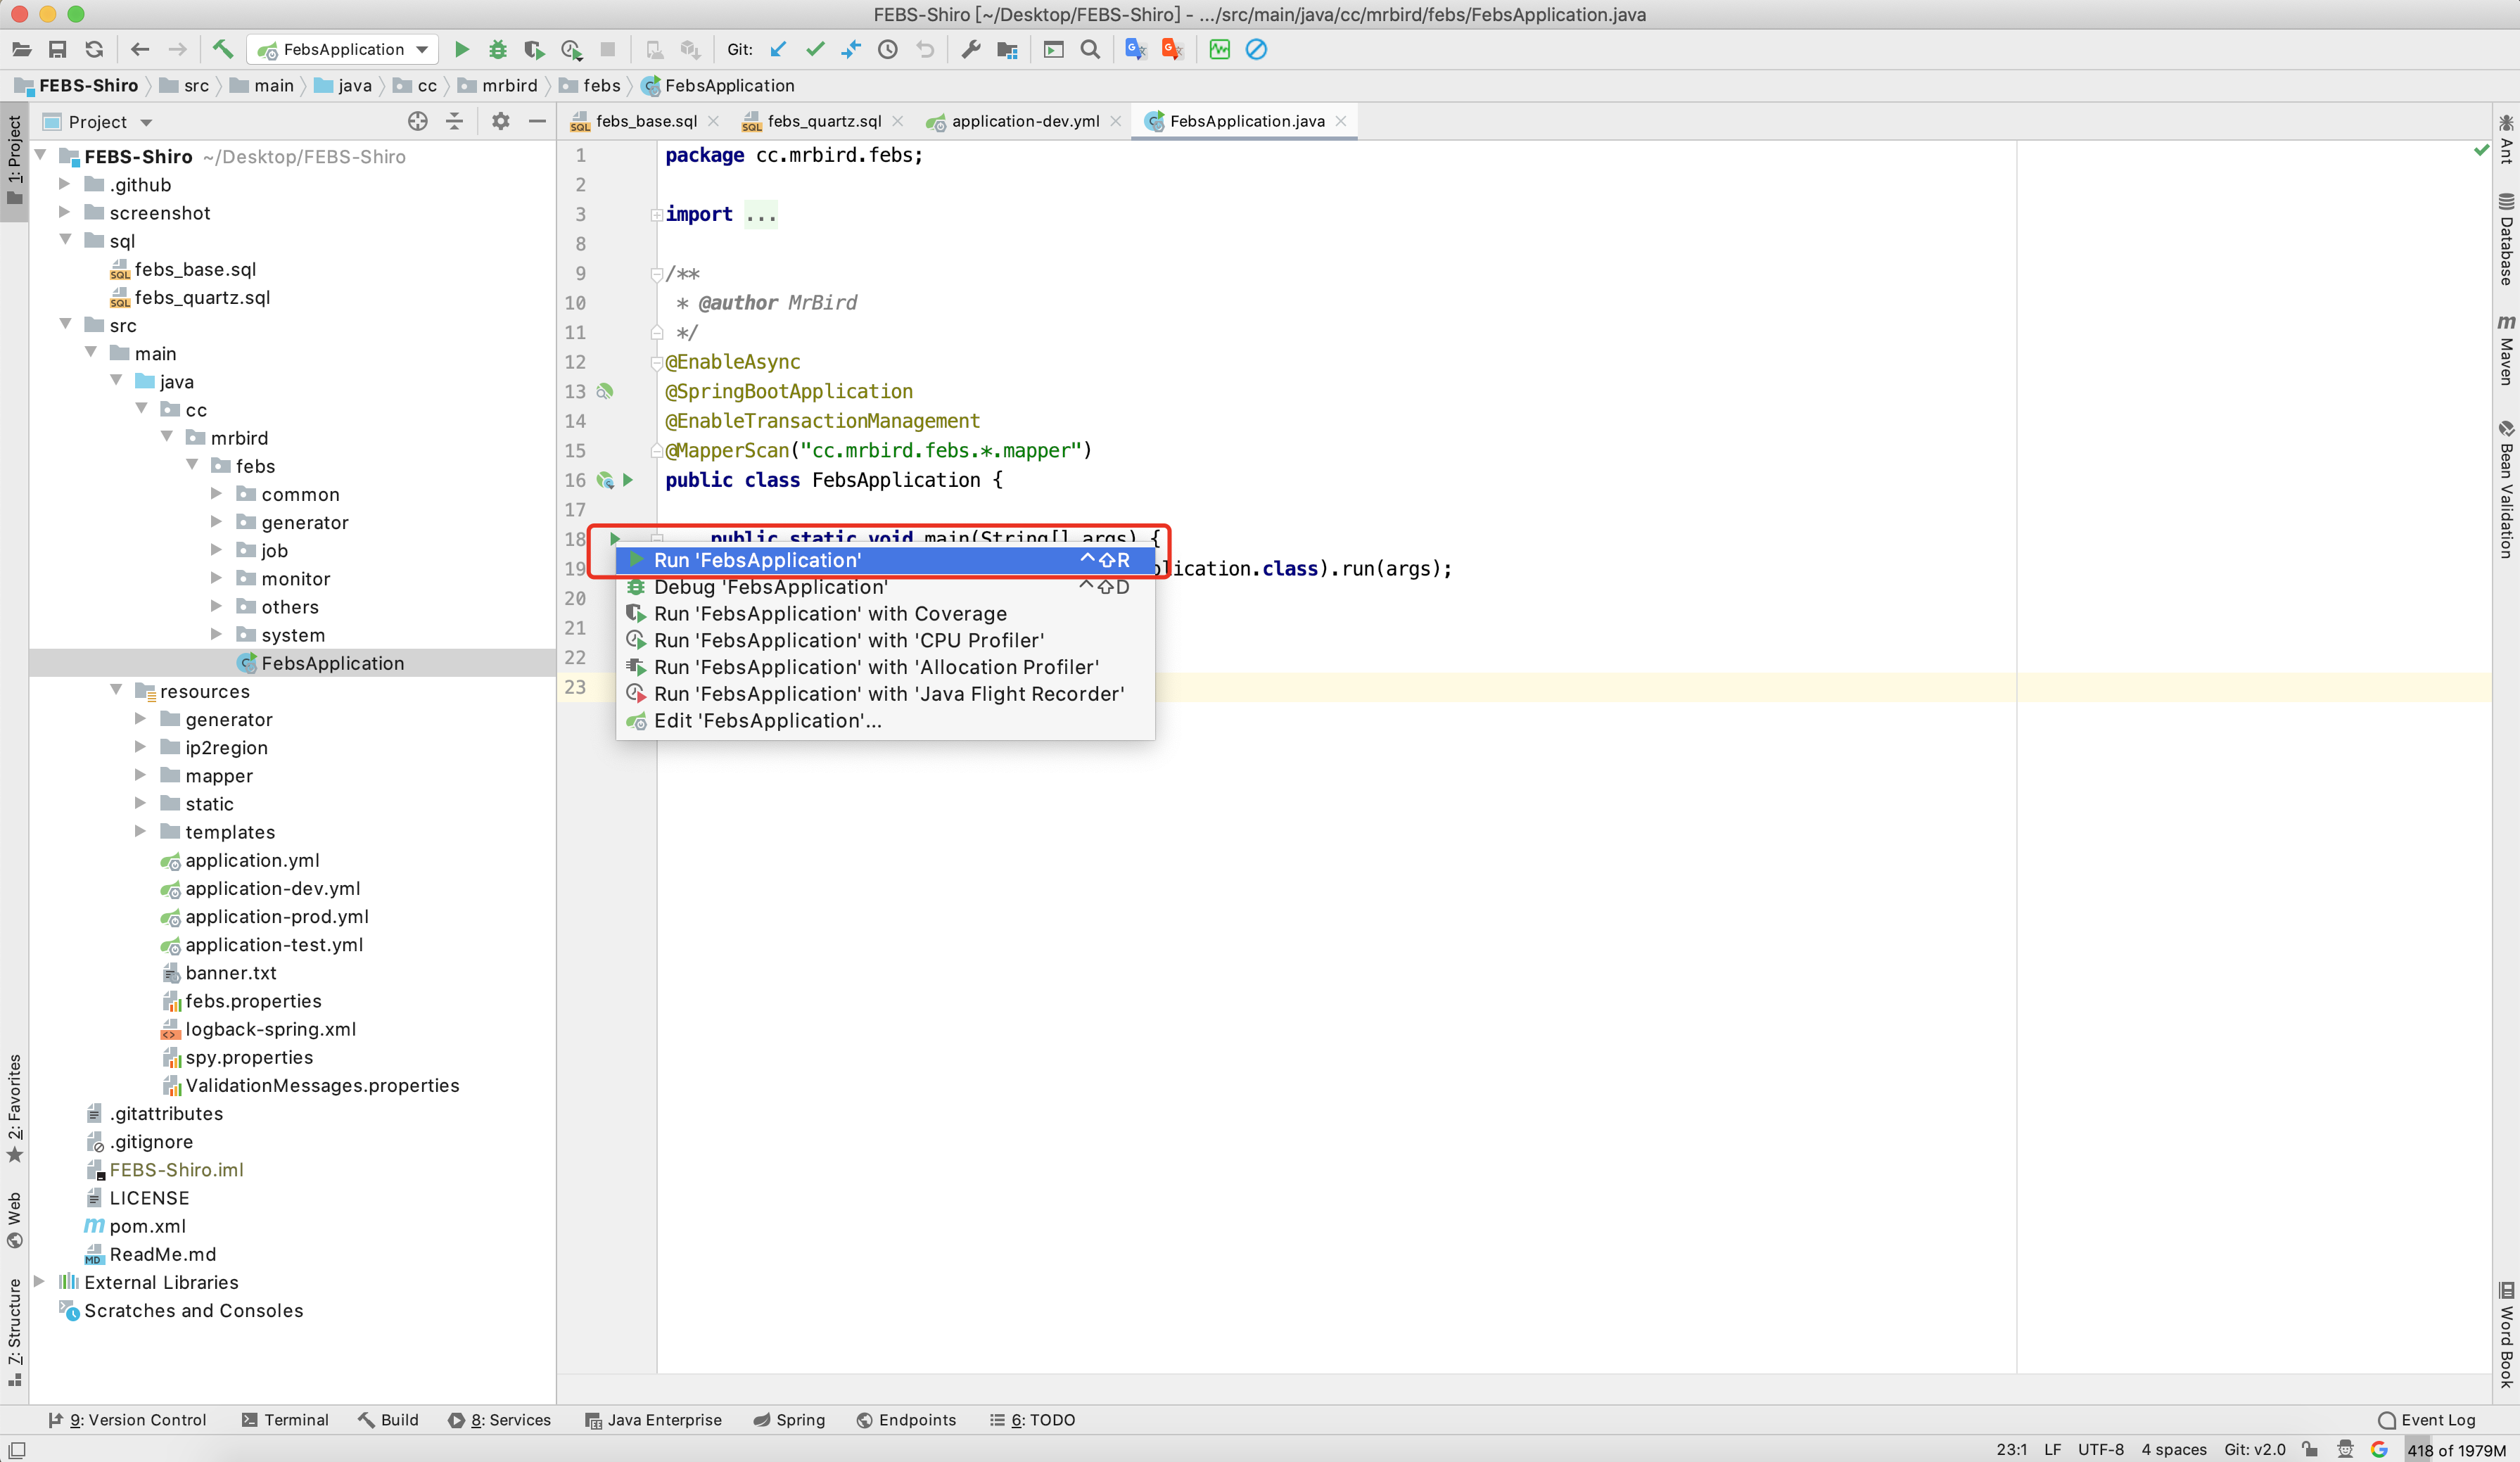 FEBS-Shiro [~/Desktop/FEBS-Shiro] - .../src/main/java/cc/mrbird/febs/FebsApplication.java
FebsApplication
Git:
FEBS-Shiro src main java cc mrbird febs FebsApplication
1: Project
Project
FEBS-Shiro ~/Desktop/FEBS-Shiro
.github
screenshot
sql
febs_base.sql
febs_quartz.sql
src
main
java
cc
mrbird
febs
common
generator
job
monitor
others
system
FebsApplication
resources
generator
ip2region
mapper
static
templates
application.yml
application-dev.yml
application-prod.yml
application-test.yml
banner.txt
febs.properties
logback-spring.xml
spy.properties
ValidationMessages.properties
.gitattributes
.gitignore
FEBS-Shiro.iml
LICENSE
pom.xml
ReadMe.md
External Libraries
Scratches and Consoles
2: Favorites
Web
7: Structure
febs_base.sql febs_quartz.sql application-dev.yml FebsApplication.java
1 package cc.mrbird.febs;
2
3 import ...
8
9 /**
10 * @author MrBird
11 */
12 @EnableAsync
13 @SpringBootApplication
14 @EnableTransactionManagement
15 @MapperScan("cc.mrbird.febs.*.mapper")
16 public class FebsApplication {
17
18 public static void main(String[] args) {
19 plication.class).run(args);
20
21
22
23
Run 'FebsApplication' ^⇧R
Debug 'FebsApplication' ^⇧D
Run 'FebsApplication' with Coverage
Run 'FebsApplication' with 'CPU Profiler'
Run 'FebsApplication' with 'Allocation Profiler'
Run 'FebsApplication' with 'Java Flight Recorder'
Edit 'FebsApplication'...
Ant
Database
Maven
Bean Validation
Word Book
9: Version Control Terminal Build 8: Services Java Enterprise Spring Endpoints 6: TODO Event Log
23:1 LF UTF-8 4 spaces Git: v2.0 418 of 1979M